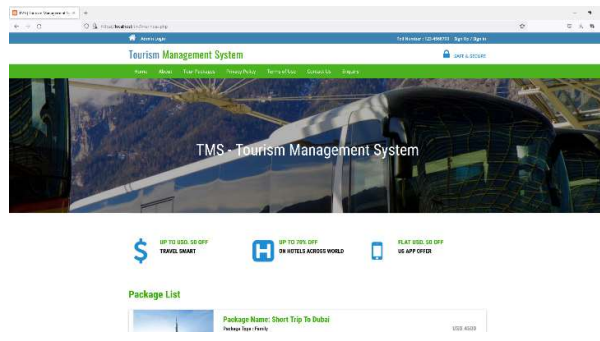 Admin Login
Toll Number : 123-4568790 Sign Up / Sign In
Tourism Management System
SAFE & SECURE
Home About Tour Packages Privacy Policy Terms of Use Contact Us Enquire
TMS - Tourism Management System
UP TO USD. 50 OFF
TRAVEL SMART
UP TO 70% OFF
ON HOTELS ACROSS WORLD
FLAT USD. 50 OFF
US APP OFFER
Package List
Package Name: Short Trip To Dubai
Package Type : Family
USD 4500